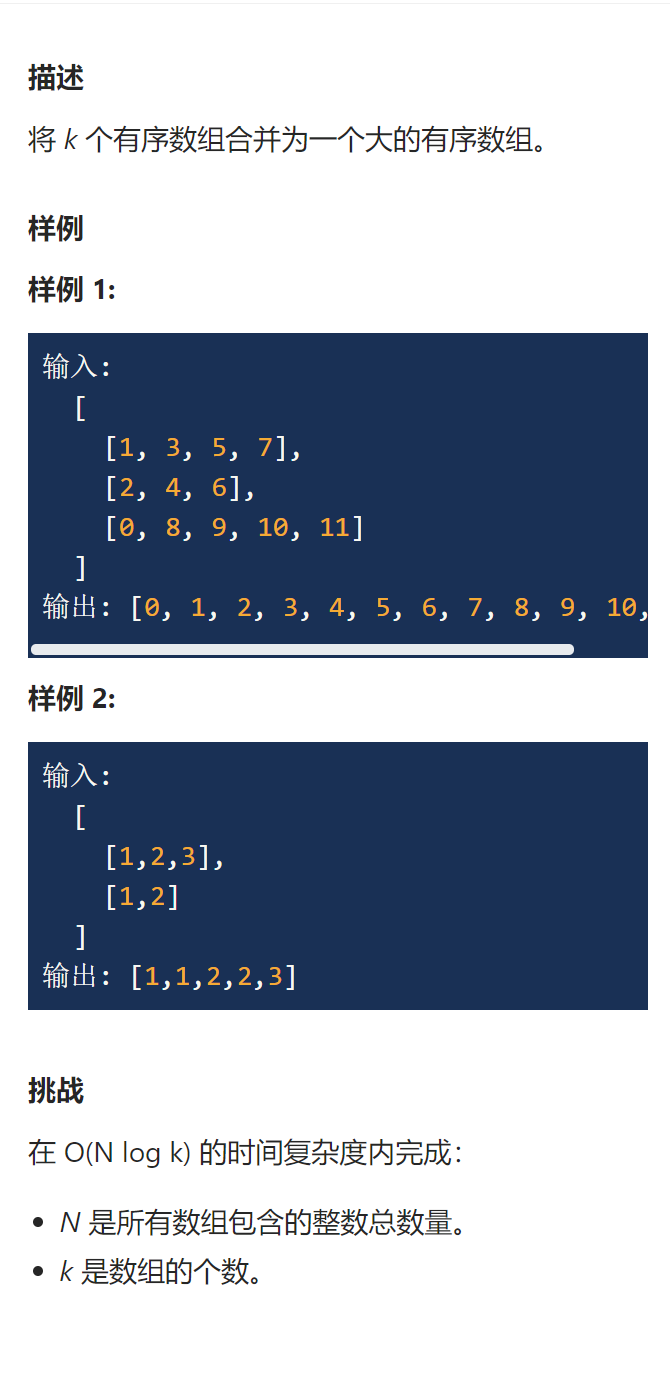 描述
将 k 个有序数组合并为一个大的有序数组。
样例
样例 1:
输入:
  [
    [1, 3, 5, 7],
    [2, 4, 6],
    [0, 8, 9, 10, 11]
  ]
输出: [0, 1, 2, 3, 4, 5, 6, 7, 8, 9, 10,
样例 2:
输入:
  [
    [1,2,3],
    [1,2]
  ]
输出: [1,1,2,2,3]
挑战
在 O(N log k) 的时间复杂度内完成：
• N 是所有数组包含的整数总数量。
• k 是数组的个数。